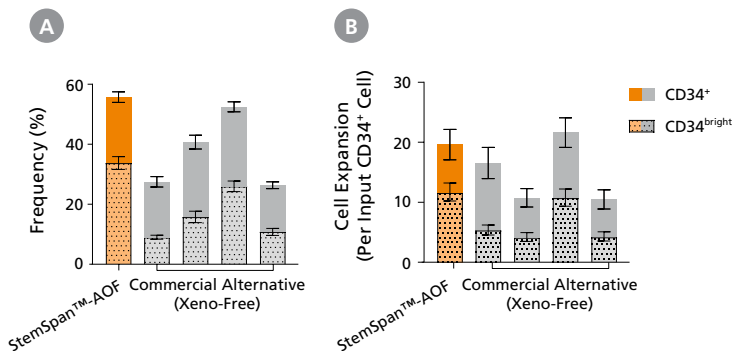 A
Frequency (%)
60
40
20
0
StemSpan™-AOF
Commercial Alternative
(Xeno-Free)
B
Cell Expansion
(Per Input CD34⁺ Cell)
30
20
10
0
StemSpan™-AOF
Commercial Alternative
(Xeno-Free)
CD34⁺
CD34ᵇʳⁱᵍʰᵗ